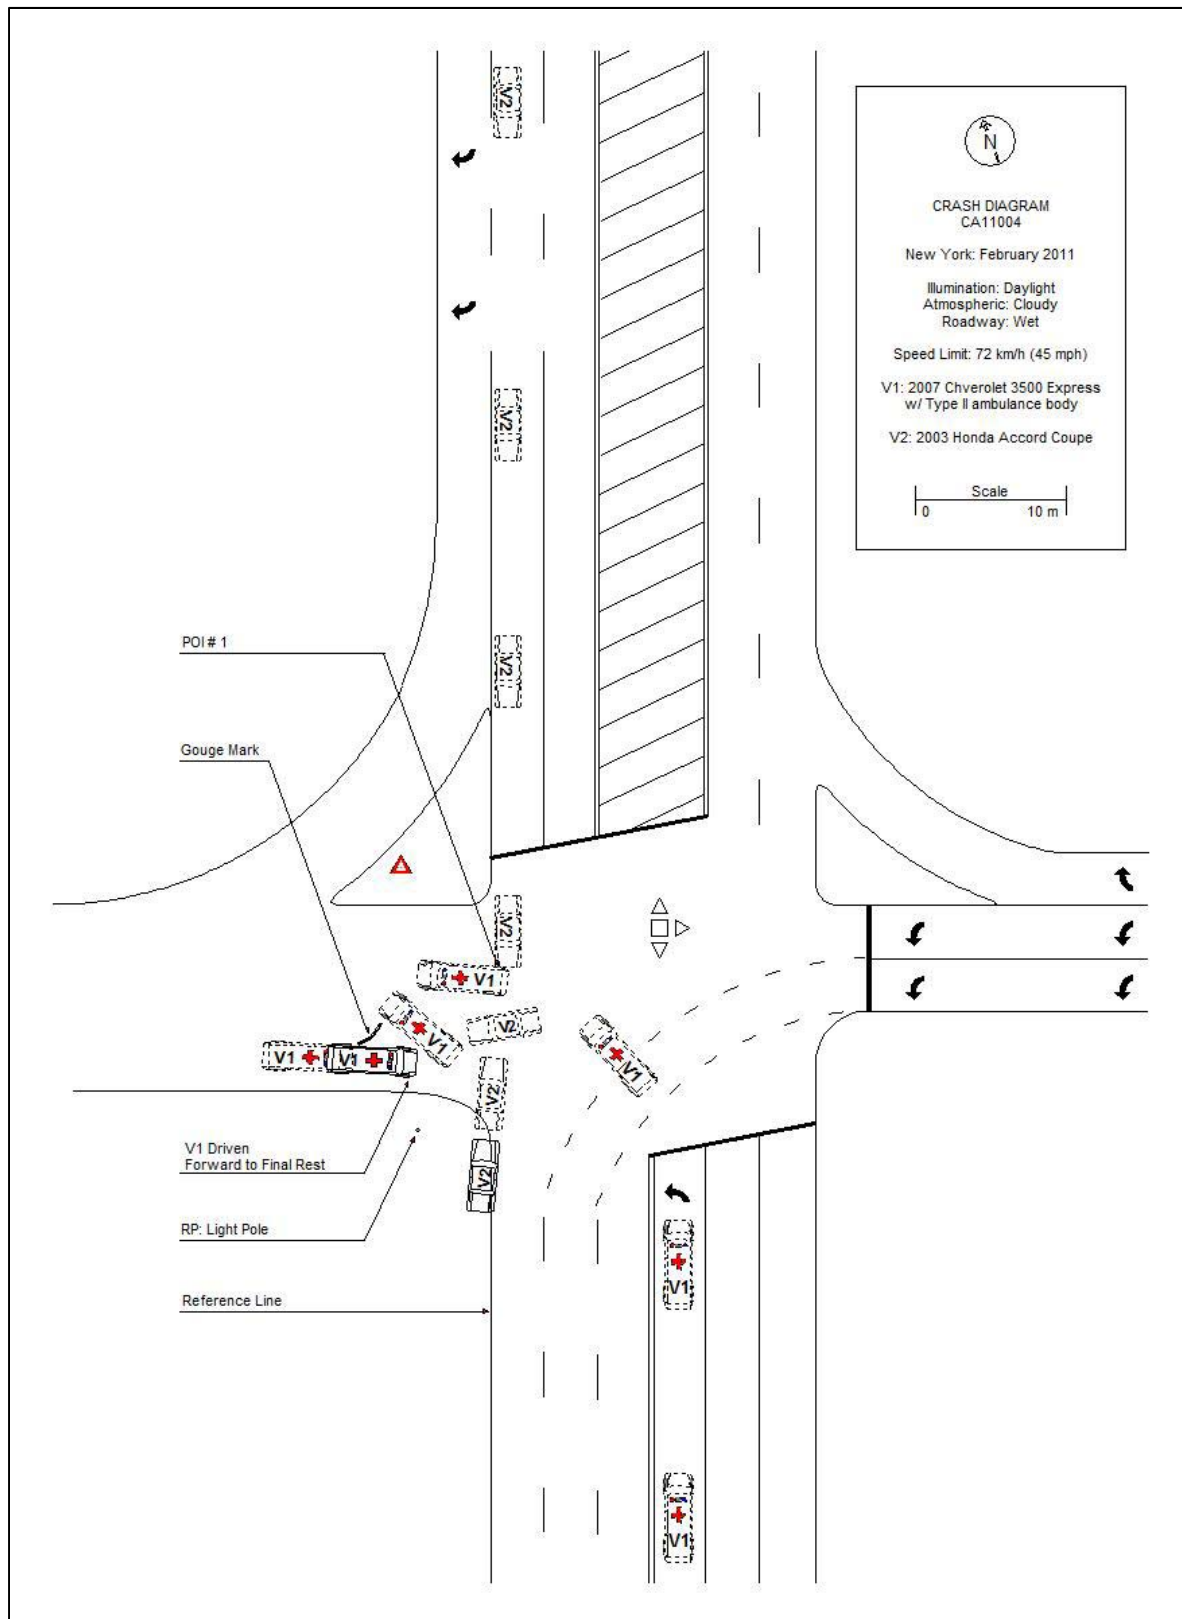 N
CRASH DIAGRAM
CA11004
New York: February 2011
Illumination: Daylight
Atmospheric: Cloudy
Roadway: Wet
Speed Limit: 72 km/h (45 mph)
V1: 2007 Chverolet 3500 Express
w/ Type II ambulance body
V2: 2003 Honda Accord Coupe
Scale
0 10 m
V2
V2
POI # 1
V2
Gouge Mark
V2
V1
V2
V1
V1
V1
V1
V2
V1 Driven
Forward to Final Rest
V2
RP: Light Pole
V1
Reference Line
V1